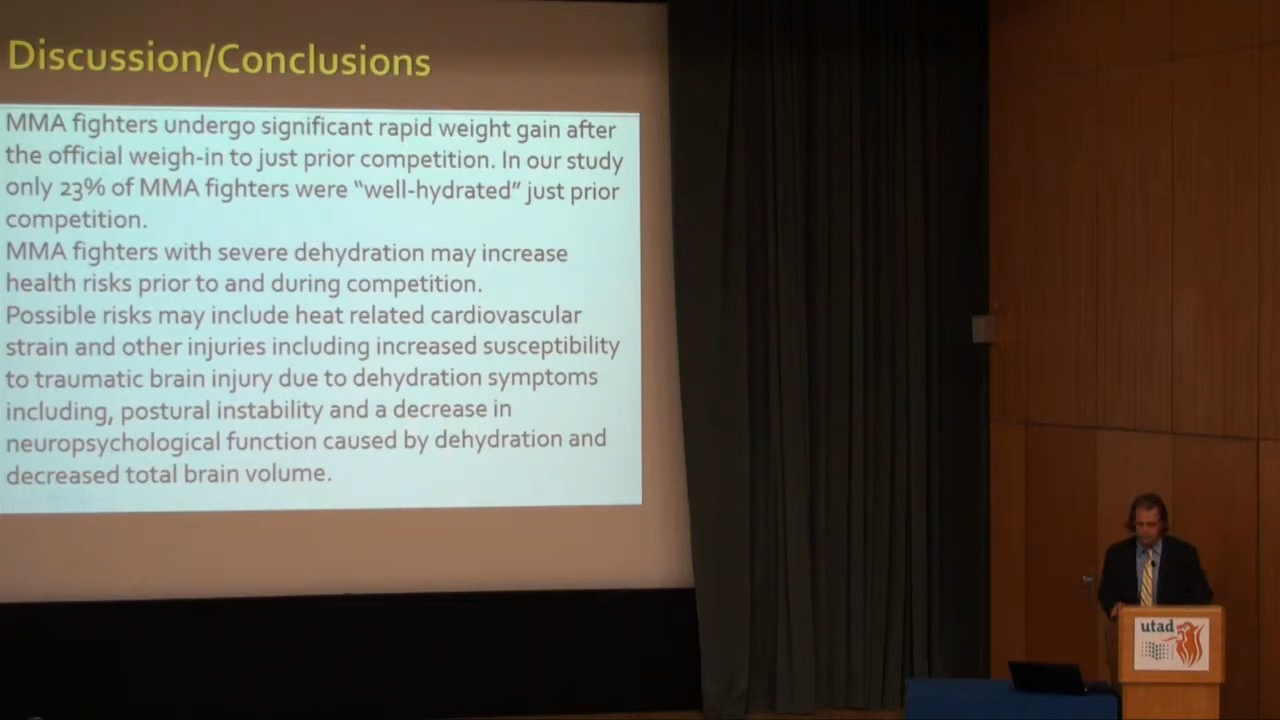 Discussion/Conclusions
MMA fighters undergo significant rapid weight gain after
the official weigh-in to just prior competition. In our study
only 23% of MMA fighters were “well-hydrated” just prior
competition.
MMA fighters with severe dehydration may increase
health risks prior to and during competition.
Possible risks may include heat related cardiovascular
strain and other injuries including increased susceptibility
to traumatic brain injury due to dehydration symptoms
including, postural instability and a decrease in
neuropsychological function caused by dehydration and
decreased total brain volume.
utad